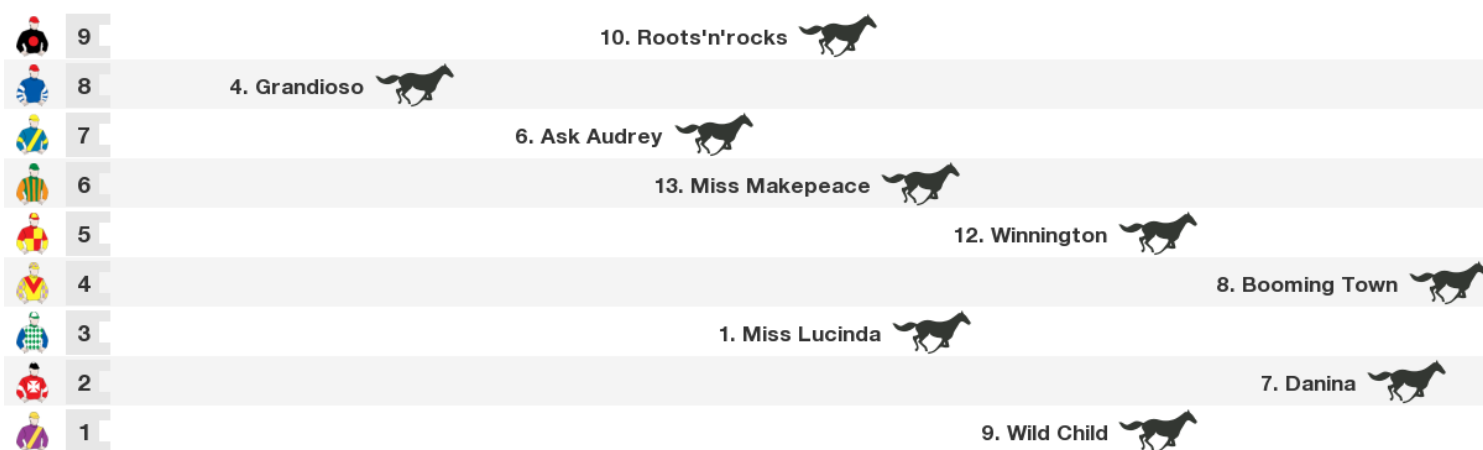 9 10. Roots'n'rocks
8 4. Grandioso
7 6. Ask Audrey
6 13. Miss Makepeace
5 12. Winnington
4 8. Booming Town
3 1. Miss Lucinda
2 7. Danina
1 9. Wild Child